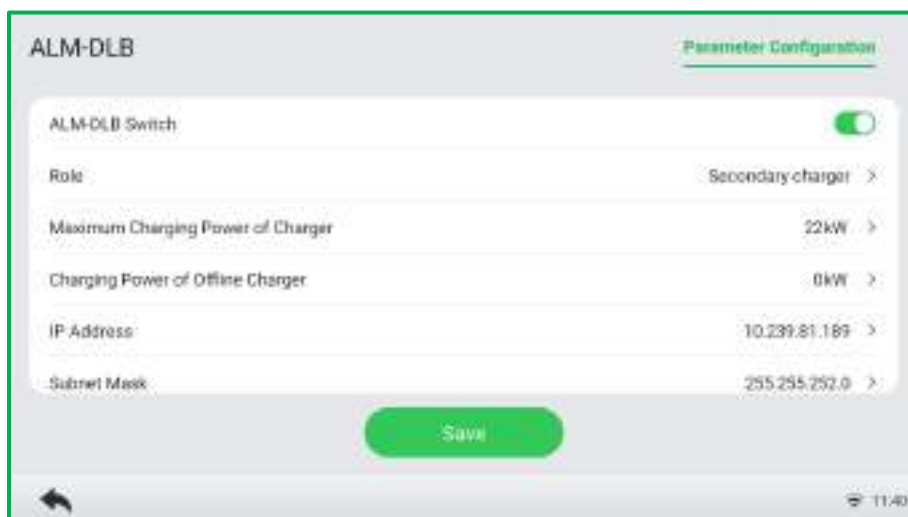 ALM-DLB
Parameter Configuration
ALM-DLB Switch
Role Secondary charger >
Maximum Charging Power of Charger 22kW >
Charging Power of Offline Charger 0kW >
IP Address 10.239.81.189 >
Subnet Mask 255.255.252.0 >
Save
11:40